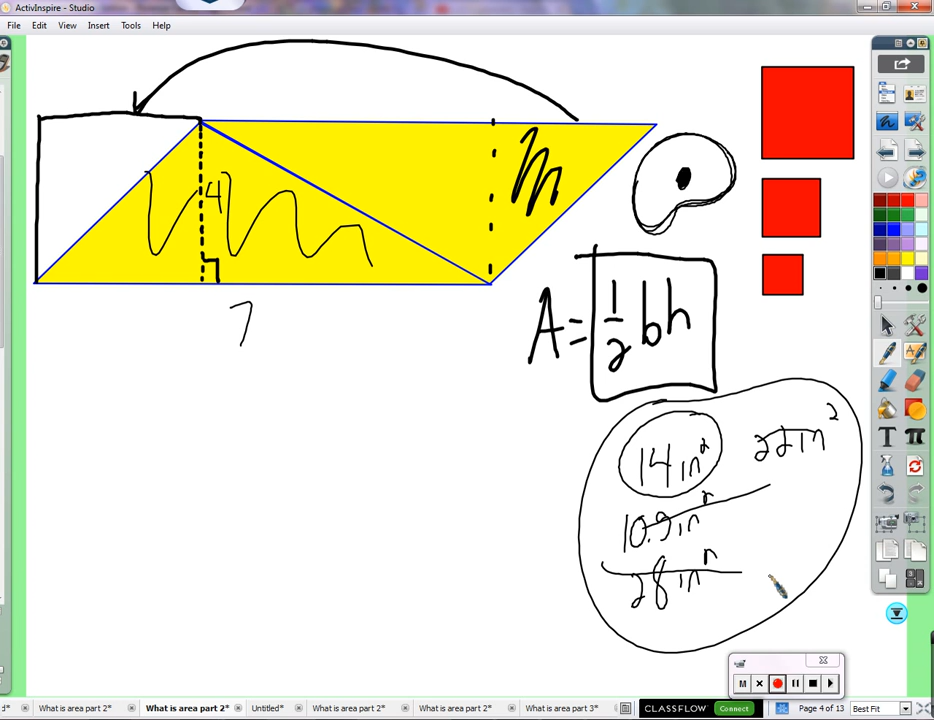 ActivInspire - Studio
File Edit View Insert Tools Help
4
7
A = 1/2 bh
14 in²
22 in²
10.9 in²
28 in²
M
d* What is area part 2* What is area part 2* Untitled* What is area part 2* What is area part 2* What is area part 3*
CLASSFLOW Connect
Page 4 of 13
Best Fit